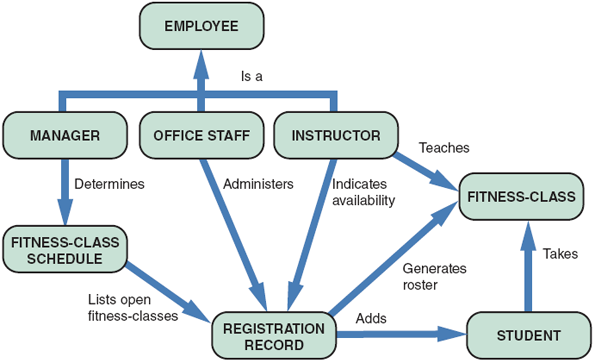 EMPLOYEE
Is a
MANAGER
OFFICE STAFF
INSTRUCTOR
Teaches
Determines
Administers
Indicates
availability
FITNESS-CLASS
FITNESS-CLASS
SCHEDULE
Generates
roster
Takes
Lists open
fitness-classes
REGISTRATION
RECORD
Adds
STUDENT